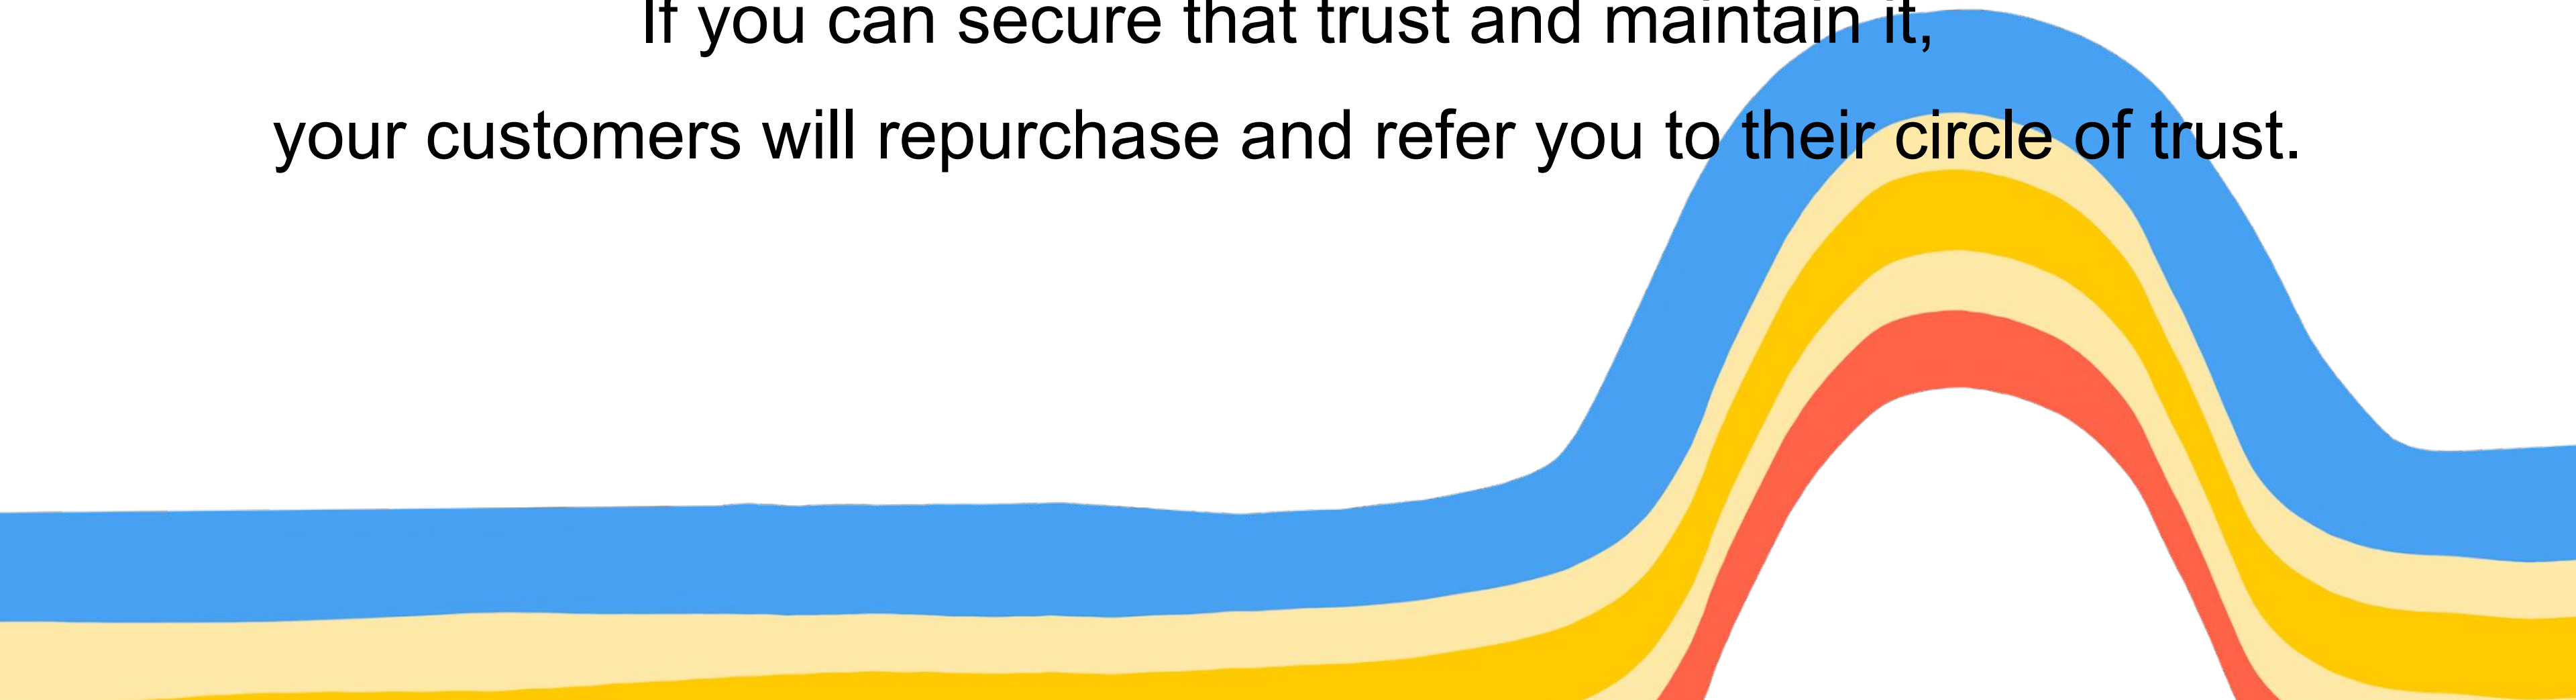 If you can secure that trust and maintain it,
your customers will repurchase and refer you to their circle of trust.